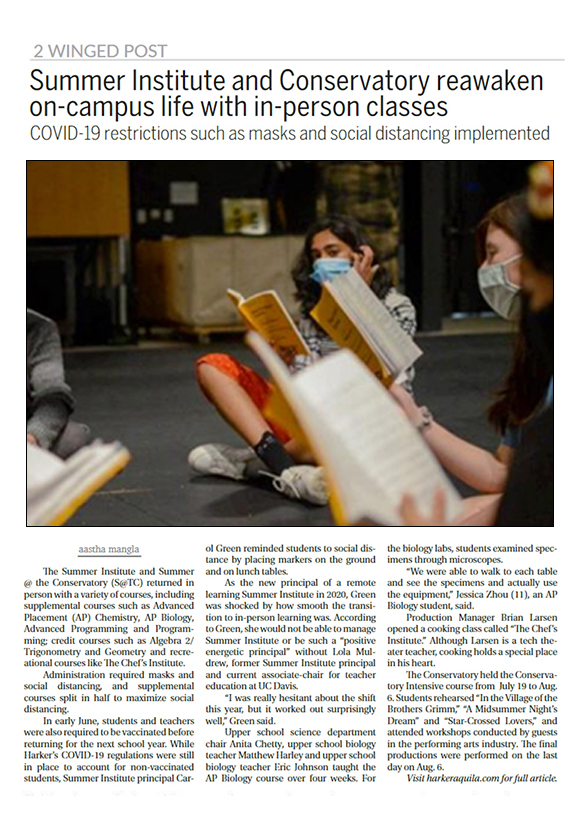 2 WINGED POST
Summer Institute and Conservatory reawaken
on-campus life with in-person classes
COVID-19 restrictions such as masks and social distancing implemented
aastha mangla
The Summer Institute and Summer
@ the Conservatory (S@TC) returned in
person with a variety of courses, including
supplemental courses such as Advanced
Placement (AP) Chemistry, AP Biology,
Advanced Programming and Program-
ming; credit courses such as Algebra 2/
Trigonometry and Geometry and recre-
ational courses like The Chef's Institute.
Administration required masks and
social distancing, and supplemental
courses split in half to maximize social
distancing.
In early June, students and teachers
were also required to be vaccinated before
returning for the next school year. While
Harker's COVID-19 regulations were still
in place to account for non-vaccinated
students, Summer Institute principal Car-
ol Green reminded students to social dis-
tance by placing markers on the ground
and on lunch tables.
As the new principal of a remote
learning Summer Institute in 2020, Green
was shocked by how smooth the transi-
tion to in-person learning was. According
to Green, she would not be able to manage
Summer Institute or be such a "positive
energetic principal" without Lola Mul-
drew, former Summer Institute principal
and current associate-chair for teacher
education at UC Davis.
"I was really hesitant about the shift
this year, but it worked out surprisingly
well," Green said.
Upper school science department
chair Anita Chetty, upper school biology
teacher Matthew Harley and upper school
biology teacher Eric Johnson taught the
AP Biology course over four weeks. For
the biology labs, students examined spec-
imens through microscopes.
"We were able to walk to each table
and see the specimens and actually use
the equipment," Jessica Zhou (11), an AP
Biology student, said.
Production Manager Brian Larsen
opened a cooking class called "The Chef's
Institute." Although Larsen is a tech the-
ater teacher, cooking holds a special place
in his heart.
The Conservatory held the Conserva-
tory Intensive course from July 19 to Aug.
6. Students rehearsed "In the Village of the
Brothers Grimm," "A Midsummer Night's
Dream" and "Star-Crossed Lovers," and
attended workshops conducted by guests
in the performing arts industry. The final
productions were performed on the last
day on Aug. 6.
Visit harkeraquila.com for full article.